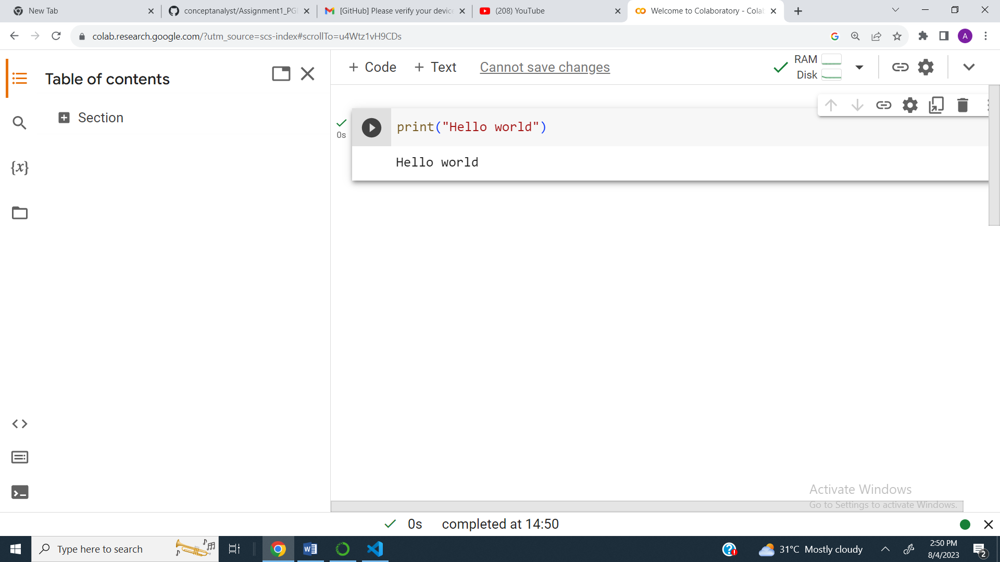 New Tab
conceptanalyst/Assignment1_PGI
[GitHub] Please verify your device
(208) YouTube
Welcome to Colaboratory - Colab
colab.research.google.com/?utm_source=scs-index#scrollTo=u4Wtz1vH9CDs
A
Table of contents
Section
{x}
+ Code
+ Text
Cannot save changes
RAM
Disk
0s
print("Hello world")
Hello world
Activate Windows
Go to Settings to activate Windows.
0s completed at 14:50
Type here to search
31°C Mostly cloudy
2:50 PM
8/4/2023
2